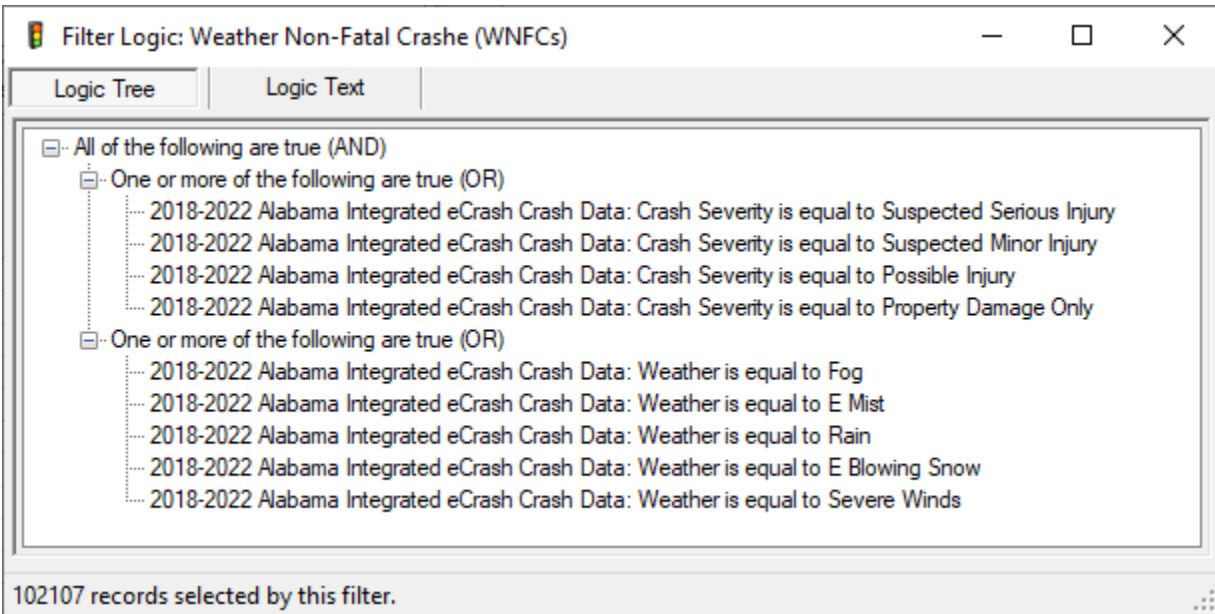 Filter Logic: Weather Non-Fatal Crashe (WNFCs)
Logic Tree Logic Text
All of the following are true (AND)
One or more of the following are true (OR)
2018-2022 Alabama Integrated eCrash Crash Data: Crash Severity is equal to Suspected Serious Injury
2018-2022 Alabama Integrated eCrash Crash Data: Crash Severity is equal to Suspected Minor Injury
2018-2022 Alabama Integrated eCrash Crash Data: Crash Severity is equal to Possible Injury
2018-2022 Alabama Integrated eCrash Crash Data: Crash Severity is equal to Property Damage Only
One or more of the following are true (OR)
2018-2022 Alabama Integrated eCrash Crash Data: Weather is equal to Fog
2018-2022 Alabama Integrated eCrash Crash Data: Weather is equal to E Mist
2018-2022 Alabama Integrated eCrash Crash Data: Weather is equal to Rain
2018-2022 Alabama Integrated eCrash Crash Data: Weather is equal to E Blowing Snow
2018-2022 Alabama Integrated eCrash Crash Data: Weather is equal to Severe Winds
102107 records selected by this filter.